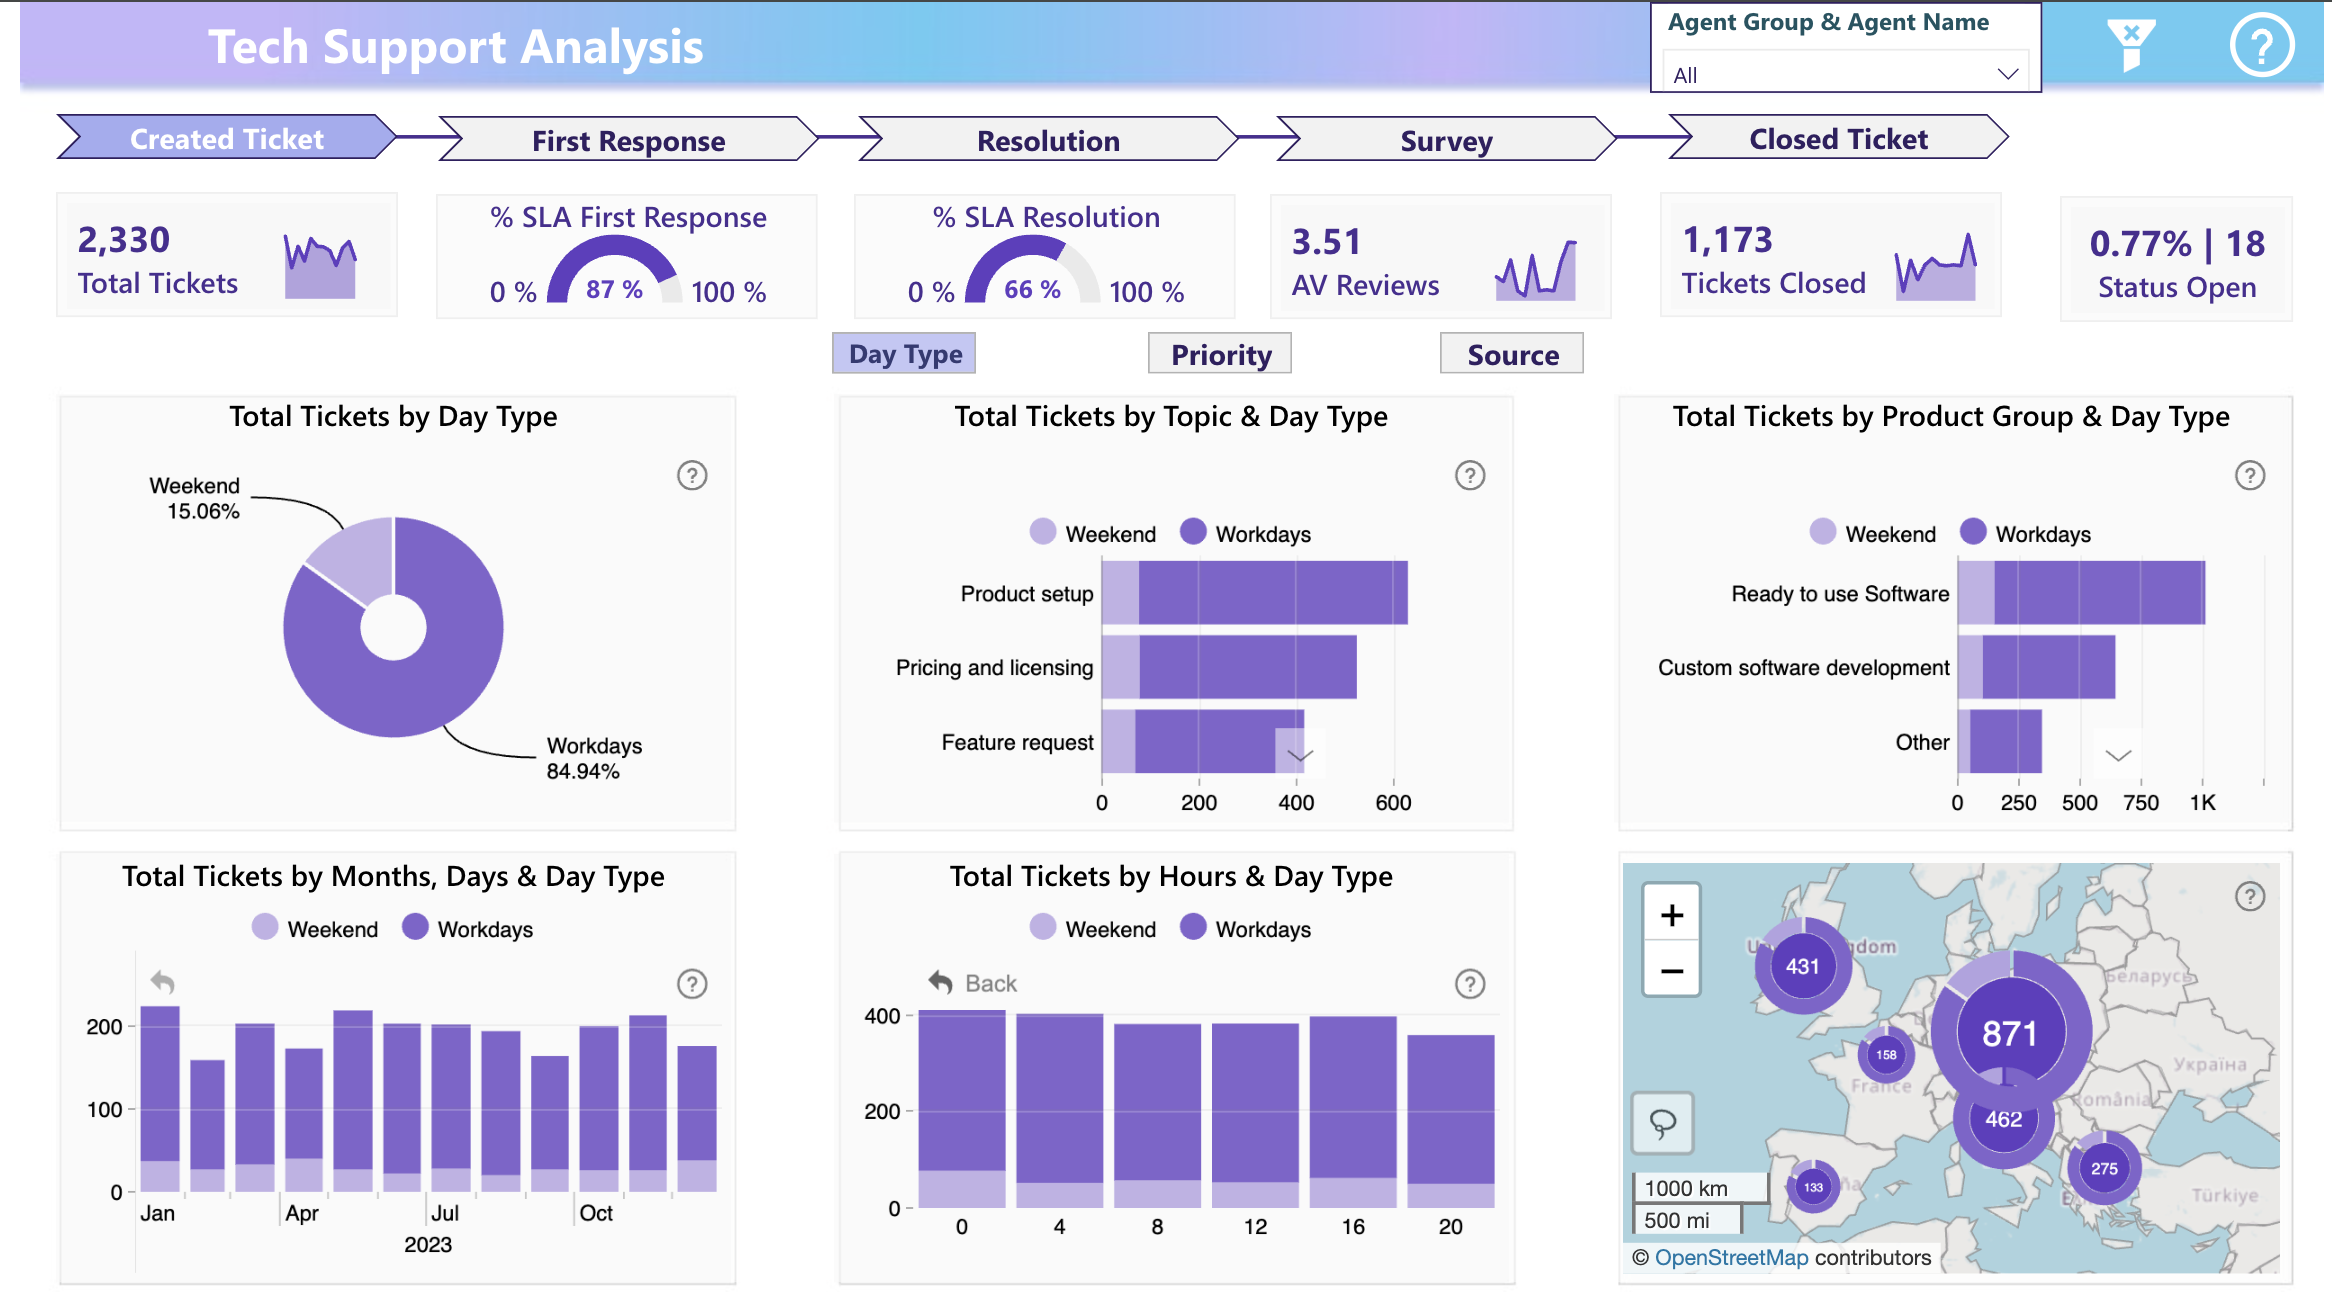 Tech Support Analysis
Agent Group & Agent Name
All
Created Ticket
First Response
Resolution
Survey
Closed Ticket
2,330
Total Tickets
% SLA First Response
0 %
87 %
100 %
% SLA Resolution
0 %
66 %
100 %
3.51
AV Reviews
1,173
Tickets Closed
0.77% | 18
Status Open
Day Type
Priority
Source
Total Tickets by Day Type
?
Weekend
15.06%
Workdays
84.94%
Total Tickets by Topic & Day Type
?
Weekend Workdays
Product setup
Pricing and licensing
Feature request
0 200 400 600
Total Tickets by Product Group & Day Type
?
Weekend Workdays
Ready to use Software
Custom software development
Other
0 250 500 750 1K
Total Tickets by Months, Days & Day Type
Weekend Workdays
?
200
100
0
Jan Apr Jul Oct
2023
Total Tickets by Hours & Day Type
Weekend Workdays
Back
?
400
200
0
0 4 8 12 16 20
+
−
?
431
871
158
462
275
133
Беларусь
Україна
France
Türkiye
1000 km
500 mi
© OpenStreetMap contributors